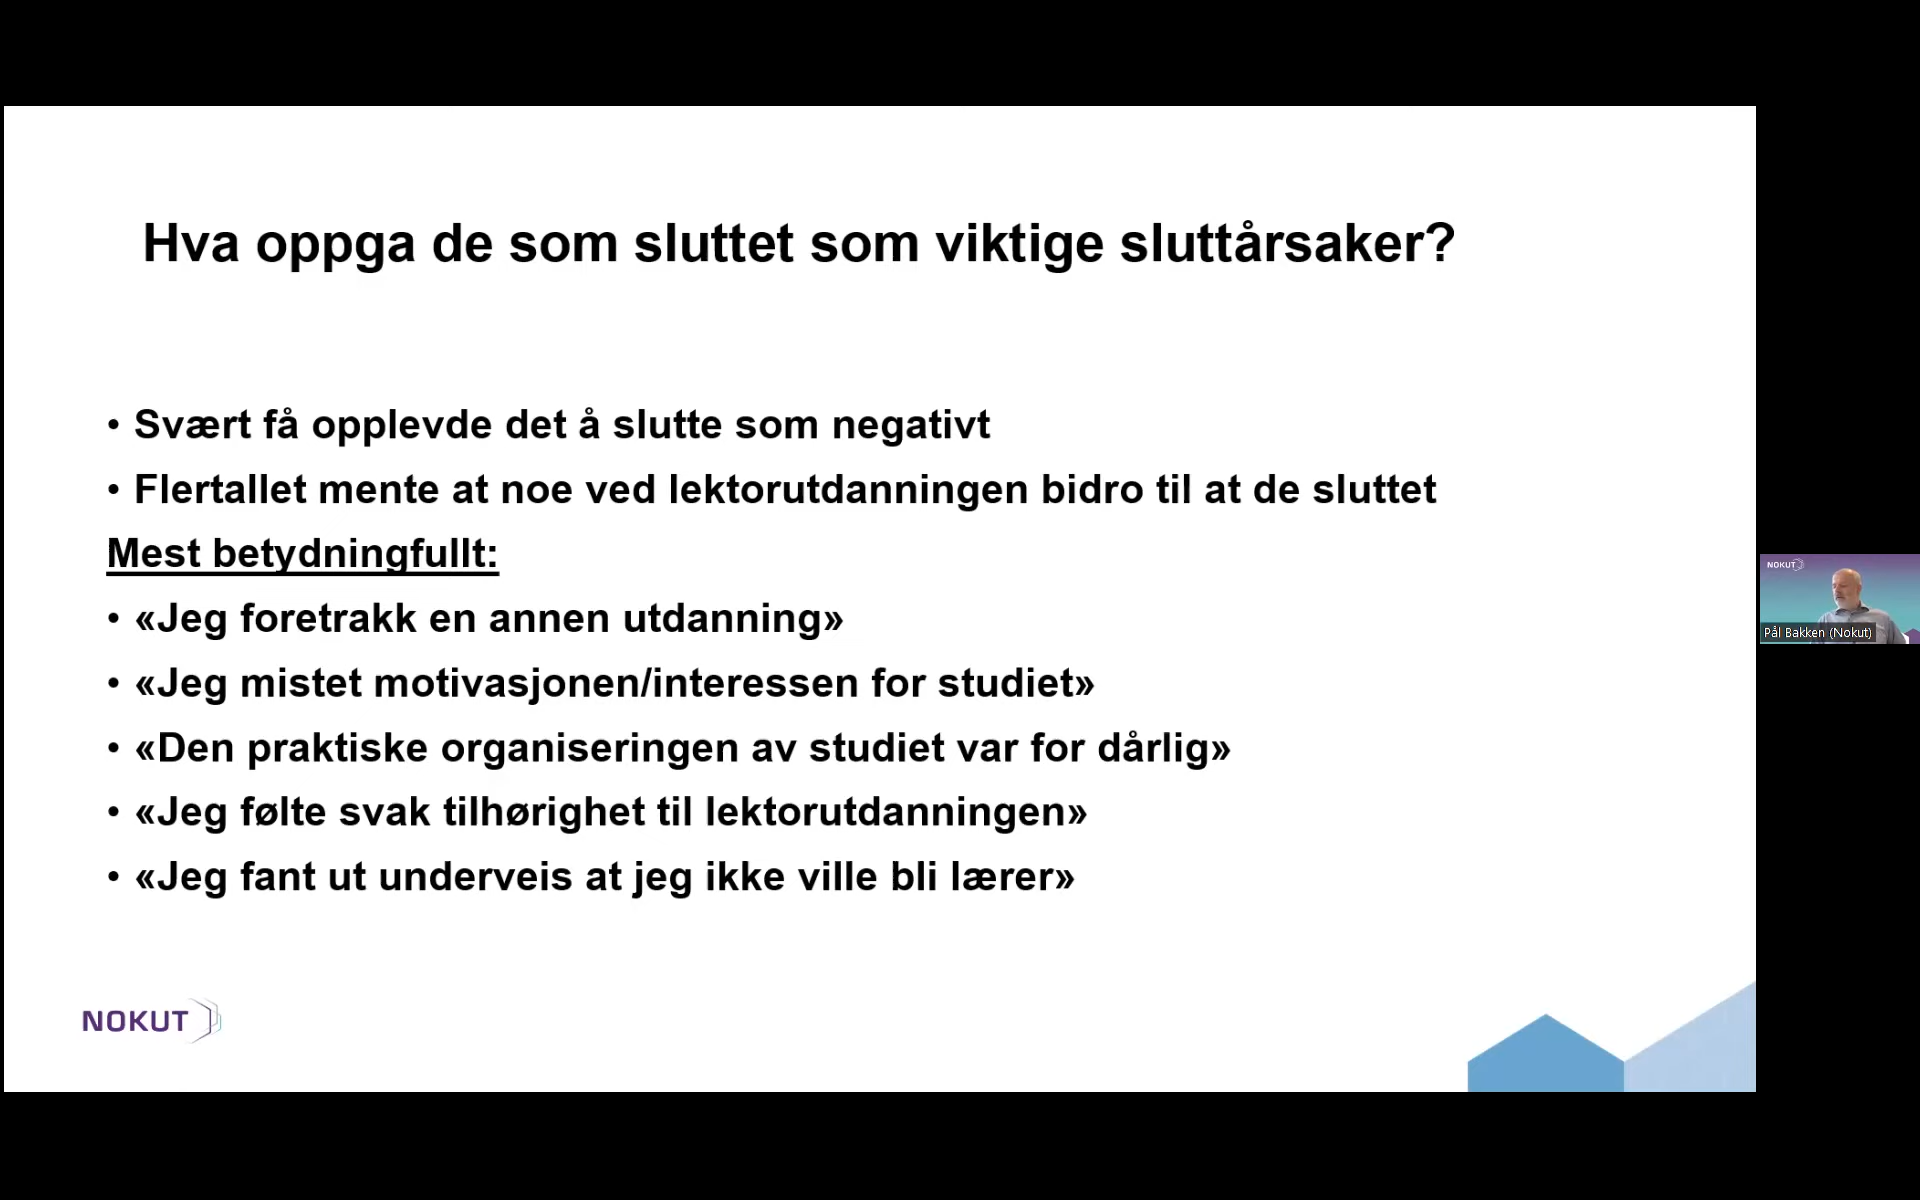 Hva oppga de som sluttet som viktige sluttårsaker?
• Svært få opplevde det å slutte som negativt
• Flertallet mente at noe ved lektorutdanningen bidro til at de sluttet
Mest betydningfullt:
• «Jeg foretrakk en annen utdanning»
• «Jeg mistet motivasjonen/interessen for studiet»
• «Den praktiske organiseringen av studiet var for dårlig»
• «Jeg følte svak tilhørighet til lektorutdanningen»
• «Jeg fant ut underveis at jeg ikke ville bli lærer»
NOKUT
NOKUT
Pål Bakken (Nokut)